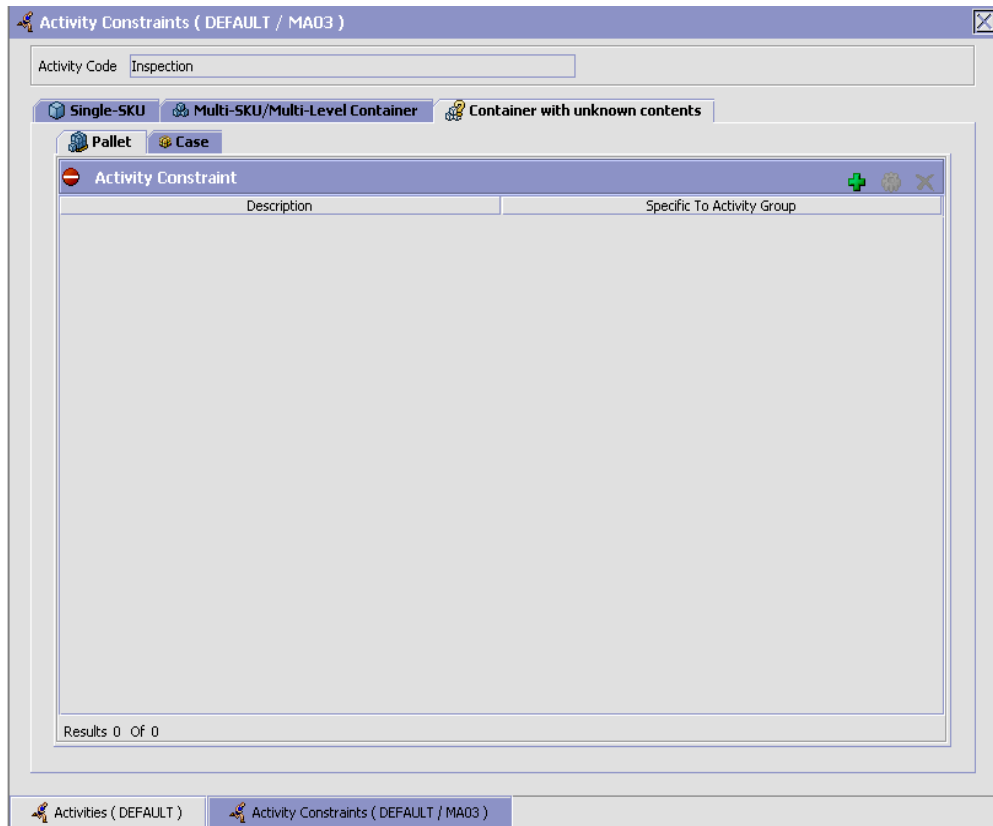 Activity Constraints ( DEFAULT / MA03 )
Activity Code Inspection
Single-SKU Multi-SKU/Multi-Level Container Container with unknown contents
Pallet Case
Activity Constraint
Description Specific To Activity Group
Results 0 Of 0
Activities ( DEFAULT ) Activity Constraints ( DEFAULT / MA03 )